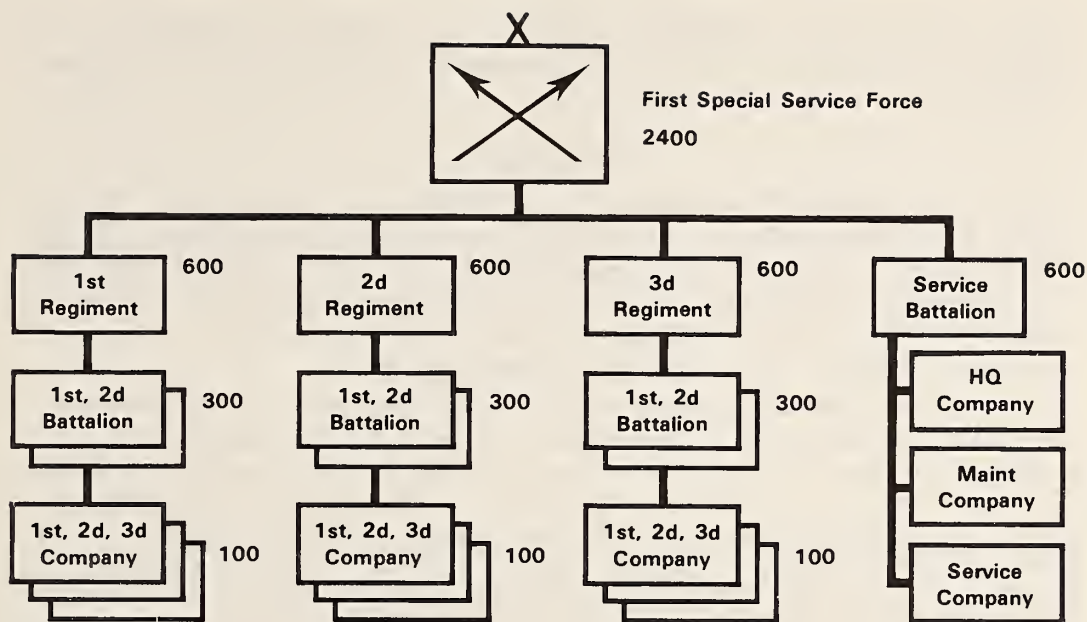 X
First Special Service Force
2400
1st
Regiment
600
2d
Regiment
600
3d
Regiment
600
Service
Battalion
600
1st, 2d
Battalion
300
1st, 2d
Battalion
300
1st, 2d
Battalion
300
HQ
Company
Maint
Company
1st, 2d, 3d
Company
100
1st, 2d, 3d
Company
100
1st, 2d, 3d
Company
100
Service
Company